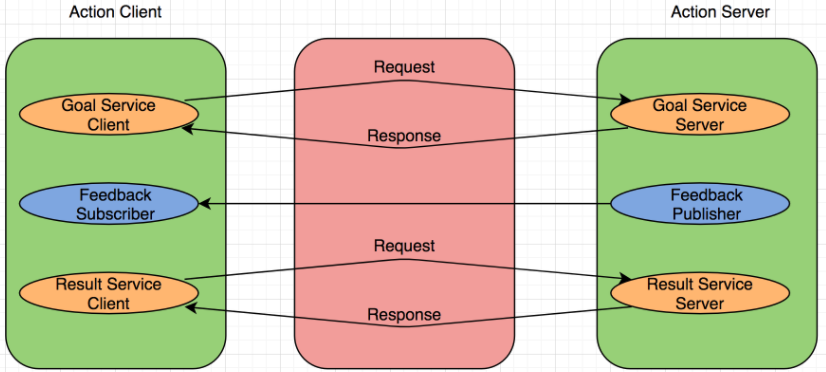 Action Client
Action Server
Request
Goal Service
Client
Goal Service
Server
Response
Feedback
Subscriber
Feedback
Publisher
Request
Result Service
Client
Result Service
Server
Response